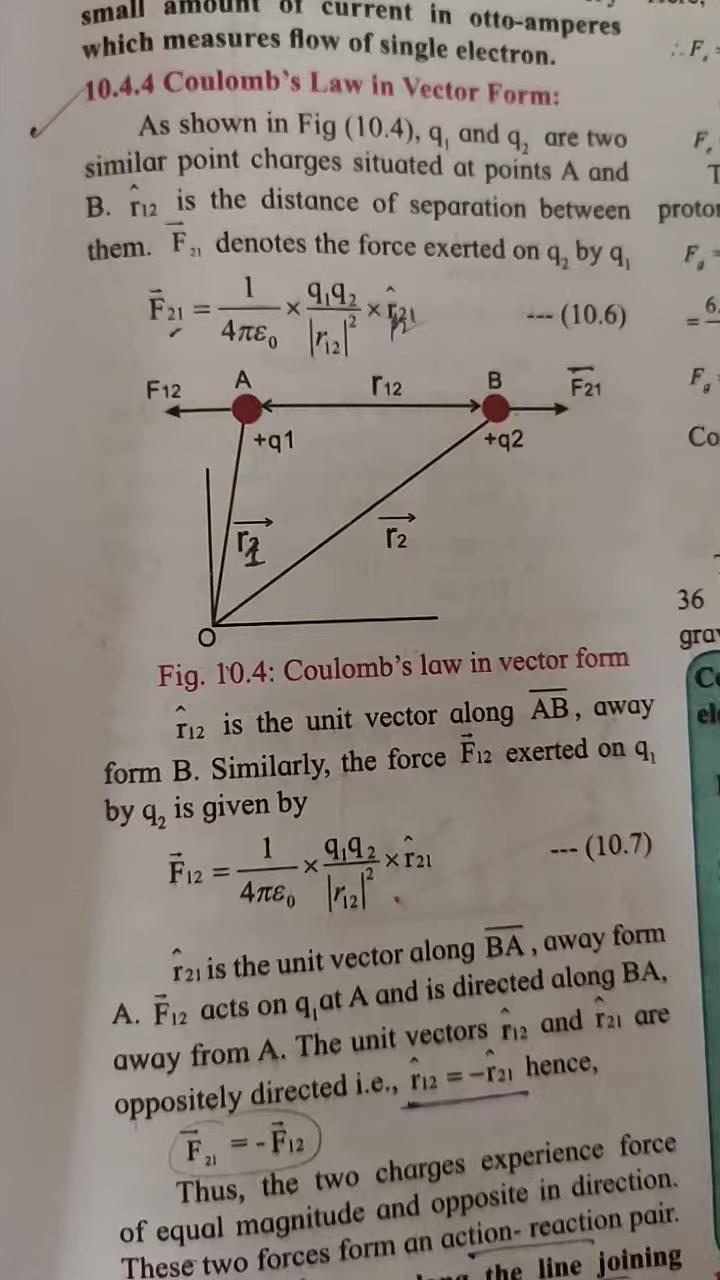 small amount of current in otto-amperes
which measures flow of single electron.
10.4.4 Coulomb's Law in Vector Form:
As shown in Fig (10.4), q₁ and q₂ are two
similar point charges situated at points A and
B. r̂12 is the distance of separation between
them. F⃗21 denotes the force exerted on q₂ by q₁
F⃗21 = 1/4πε₀ × q₁q₂/|r12|² × --- (10.6)
F12 A r12 B F⃗21
+q1 +q2
r⃗1 r⃗2
O
Fig. 10.4: Coulomb's law in vector form
r̂12 is the unit vector along A̅B̅, away
form B. Similarly, the force F⃗12 exerted on q₁
by q₂ is given by
F⃗12 = 1/4πε₀ × q₁q₂/|r12|² × r̂21 --- (10.7)
r̂21 is the unit vector along B̅A̅, away form
A. F⃗12 acts on q₁at A and is directed along BA,
away from A. The unit vectors r̂12 and r̂21 are
oppositely directed i.e., r̂12 = -r̂21 hence,
F⃗21 = - F⃗12
Thus, the two charges experience force
of equal magnitude and opposite in direction.
These two forces form an action- reaction pair.
the line joining
∴ F
F
proton
F
= 6.
F
Co
36